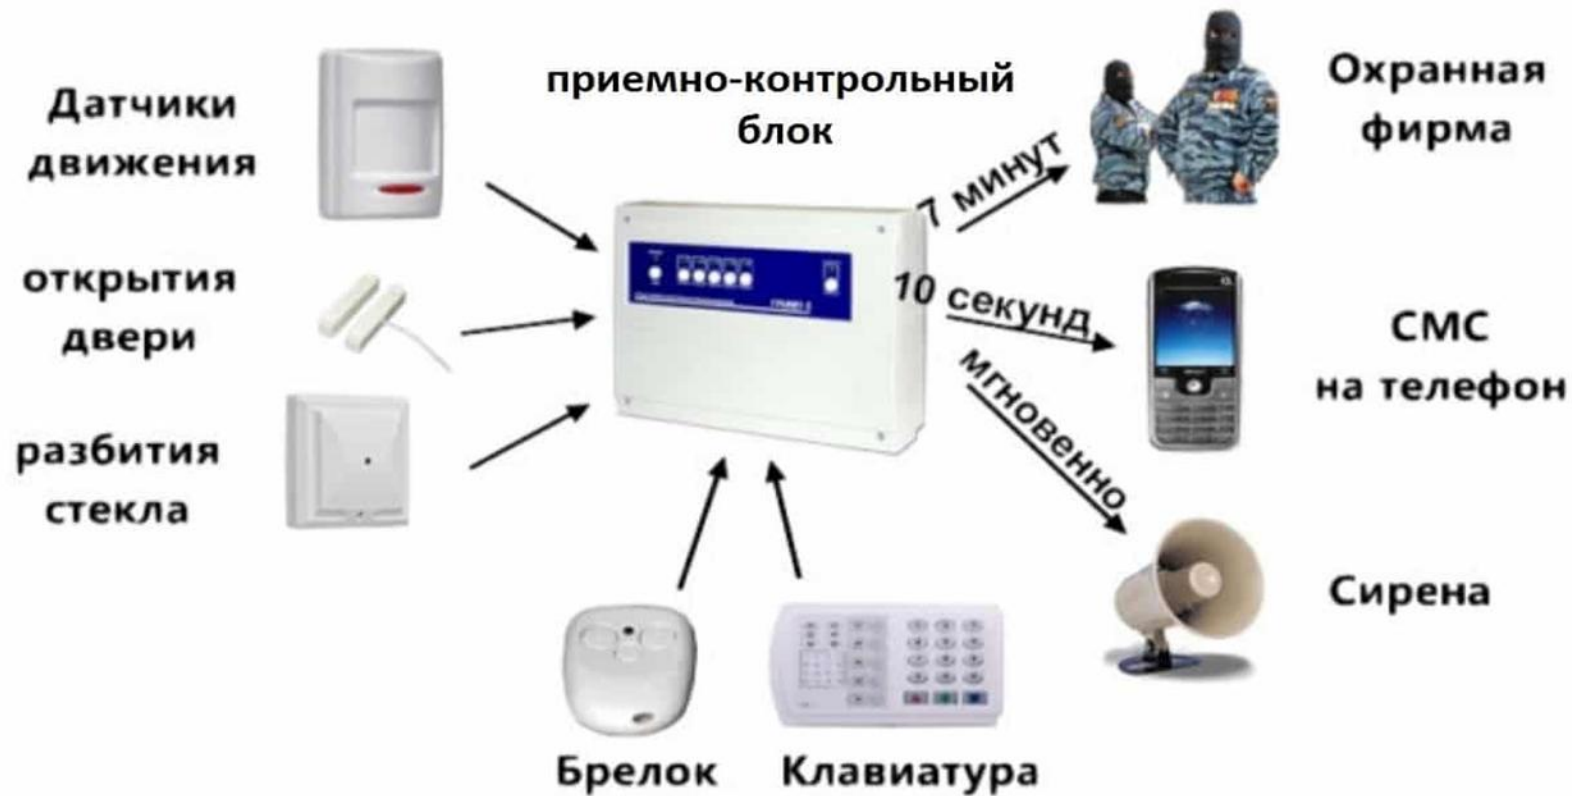 Датчики
движения
открытия
двери
разбития
стекла
приемно-контрольный
блок
7 минут
10 секунд
мгновенно
Охранная
фирма
СМС
на телефон
Сирена
Брелок
Клавиатура